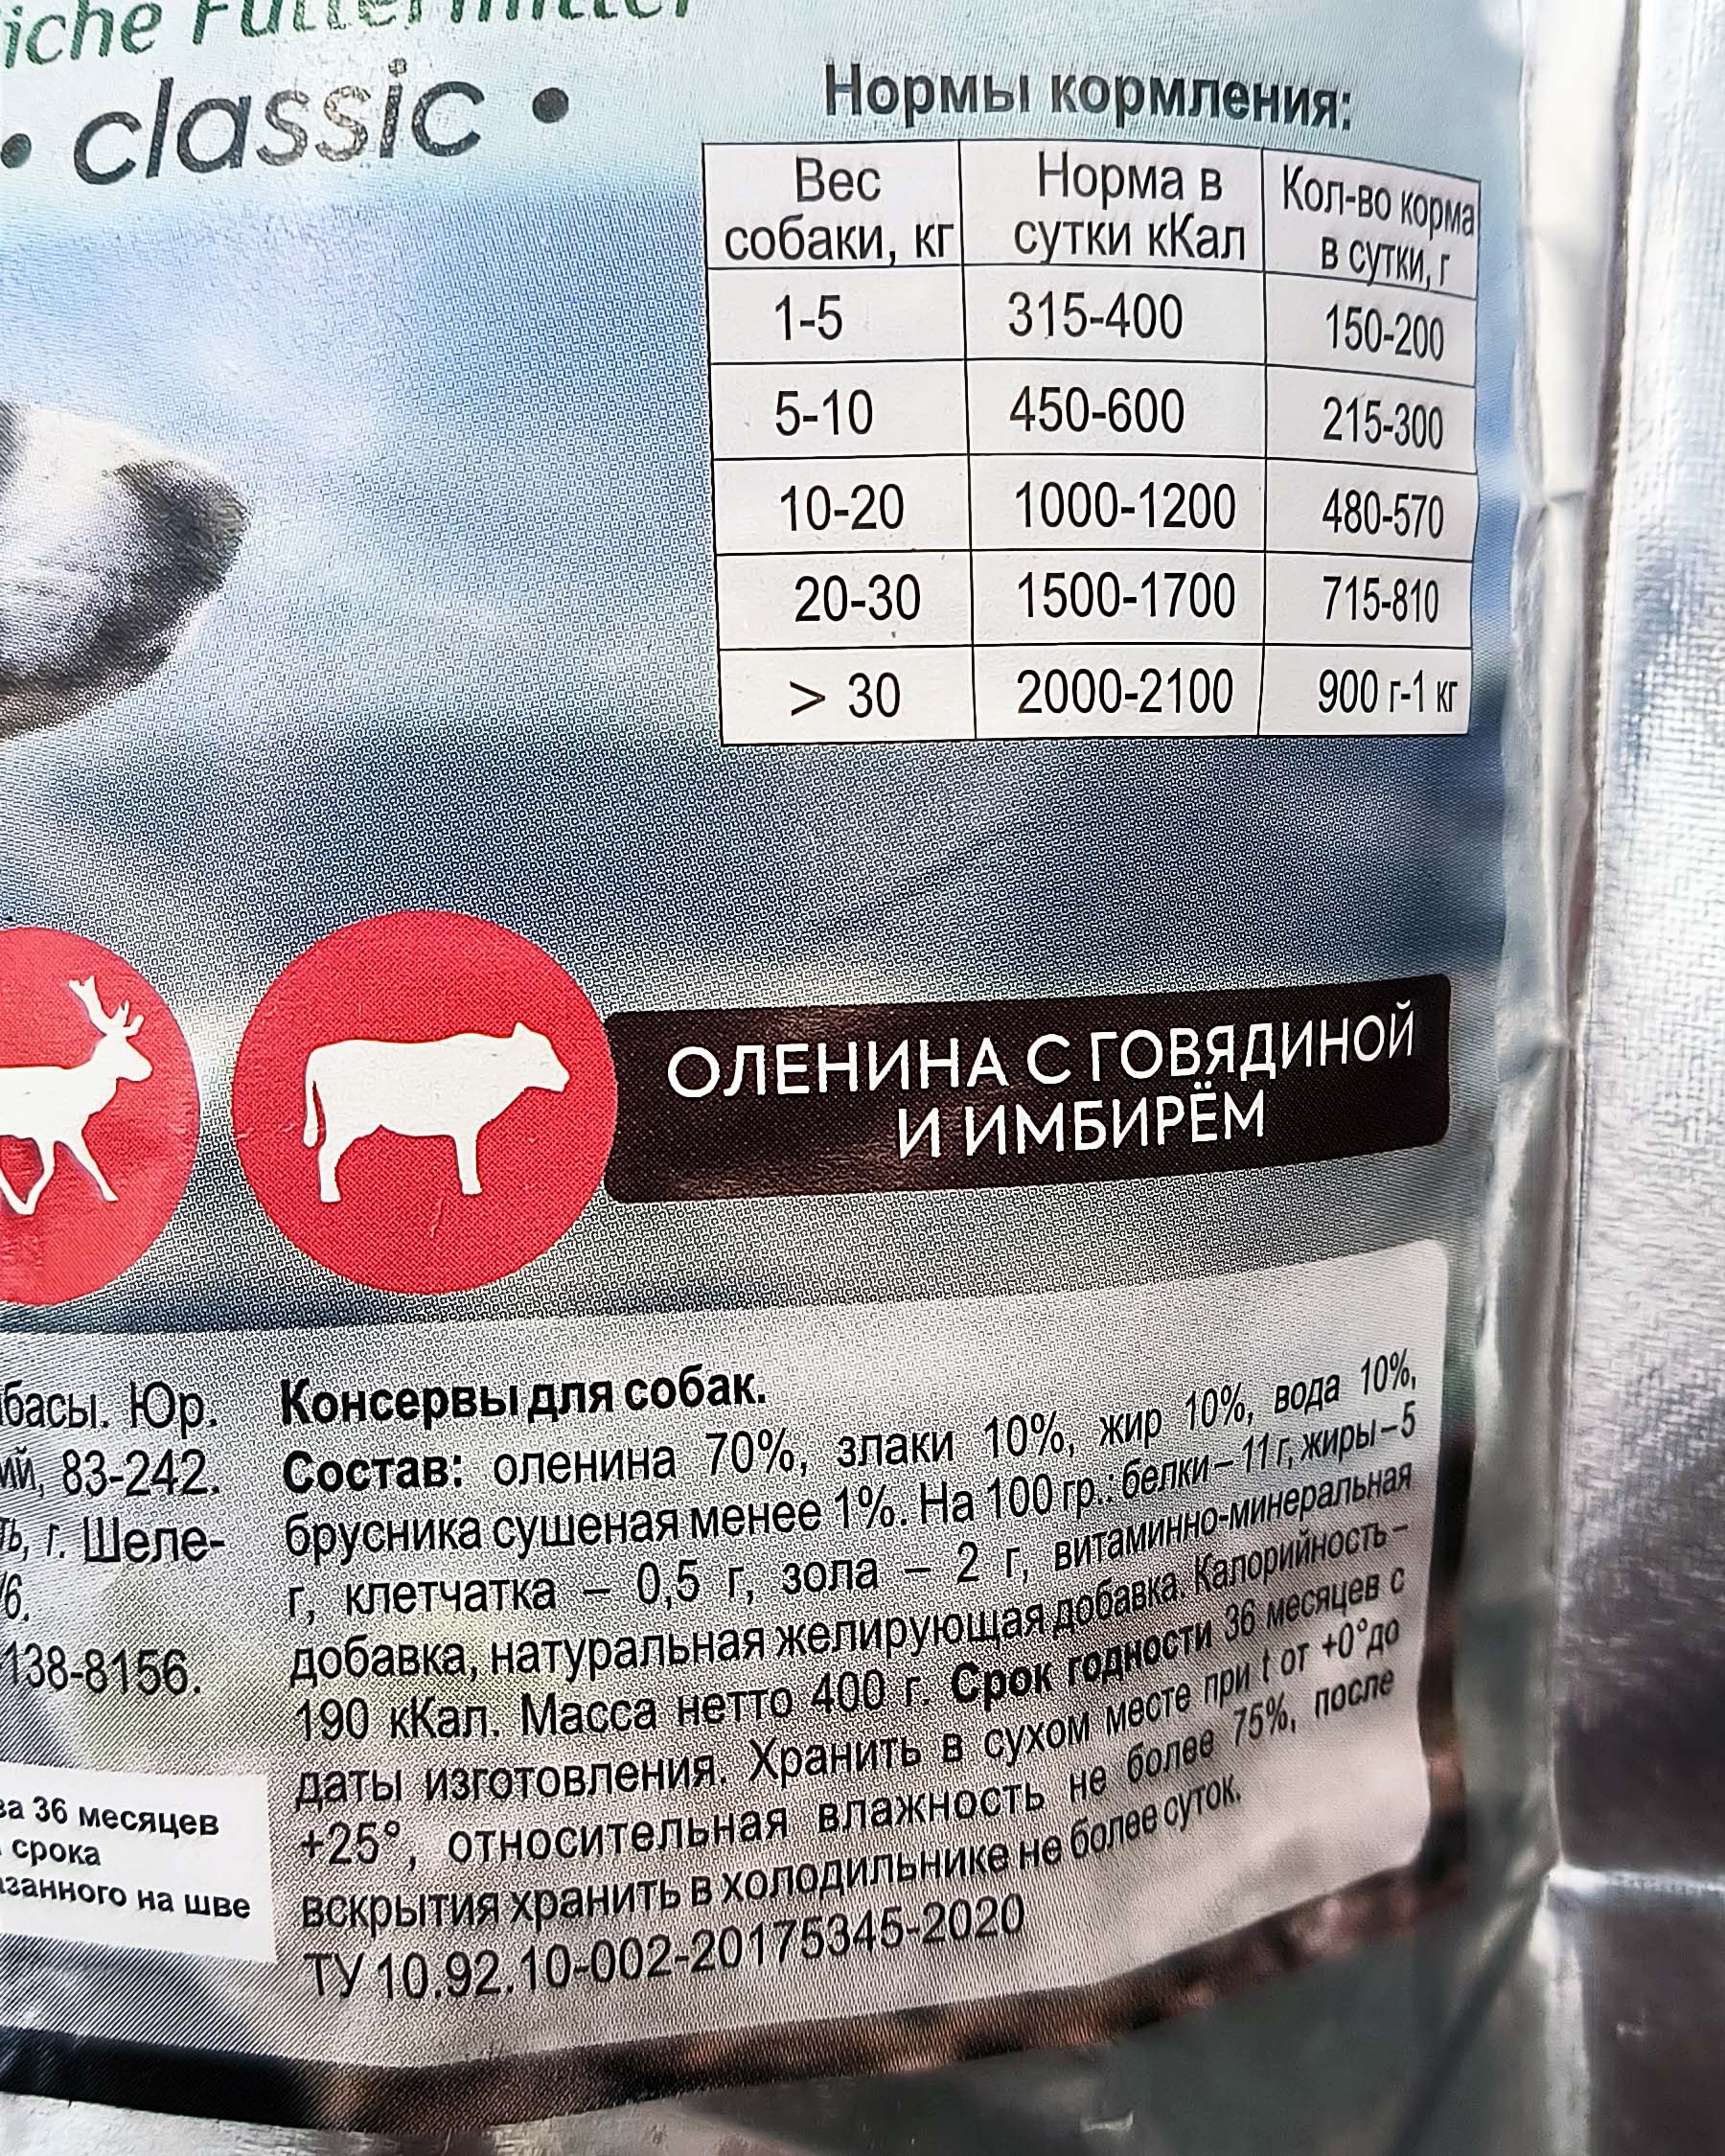 iche Futtermittel
• classic •
Нормы кормления:
Вес собаки, кг Норма в сутки кКал Кол-во корма в сутки, г
1-5 315-400 150-200
5-10 450-600 215-300
10-20 1000-1200 480-570
20-30 1500-1700 715-810
> 30 2000-2100 900 г-1 кг
ОЛЕНИНА С ГОВЯДИНОЙ
И ИМБИРЁМ
басы. Юр.
83-242.
г. Шеле-
138-8156.
36 месяцев
срока
на шве
Консервы для собак.
Состав: оленина 70%, злаки 10%, жир 10%, вода 10%,
брусника сушеная менее 1%. На 100 гр.: белки – 11 г, жиры – 5
г, клетчатка – 0,5 г, зола – 2 г, витаминно-минеральная
добавка, натуральная желирующая добавка. Калорийность –
190 кКал. Масса нетто 400 г. Срок годности 36 месяцев с
даты изготовления. Хранить в сухом месте при t от +0° до
+25°, относительная влажность не более 75%, после
вскрытия хранить в холодильнике не более суток.
ТУ 10.92.10-002-20175345-2020